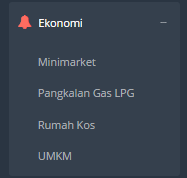 Ekonomi
Minimarket
Pangkalan Gas LPG
Rumah Kos
UMKM